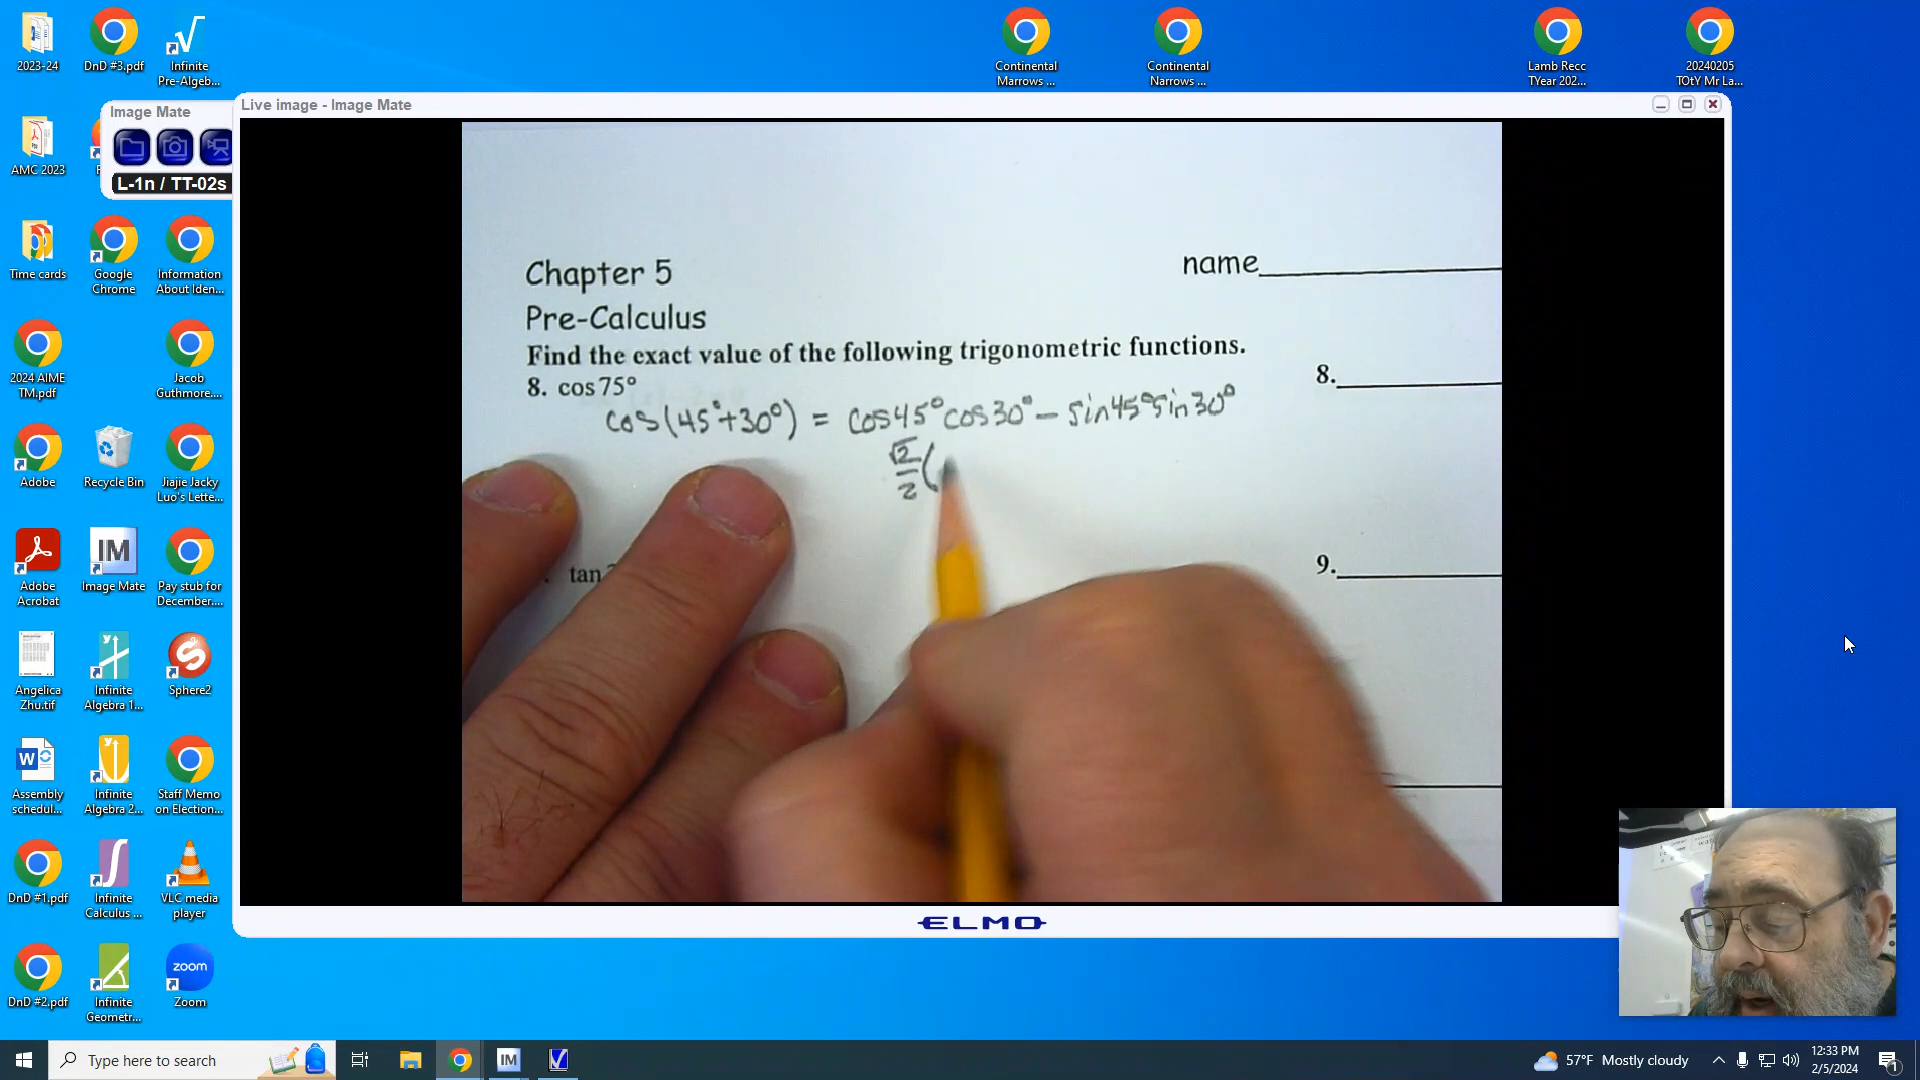 2023-24
DnD #3.pdf
Infinite
Pre-Algeb...
Continental
Marrows ...
Continental
Narrows ...
Lamb Recc
TYear 202...
20240205
TOtY Mr La...
Image Mate
L-1n / TT-02s
Live image - Image Mate
AMC 2023
Time cards
Google
Chrome
Information
About Iden...
2024 AIME
TM.pdf
Jacob
Guthmore...
Adobe
Recycle Bin
Jiajie Jacky
Luo's Lette...
Adobe
Acrobat
IM
Image Mate
Pay stub for
December....
Angelica
Zhu.tif
Infinite
Algebra 1...
Sphere2
Assembly
schedul...
Infinite
Algebra 2...
Staff Memo
on Election...
DnD #1.pdf
Infinite
Calculus ...
VLC media
player
DnD #2.pdf
Infinite
Geometr...
zoom
Zoom
Chapter 5
name
Pre-Calculus
Find the exact value of the following trigonometric functions.
8. cos 75°
8.
cos(45°+30°) = cos45°cos30° - sin45°sin30°
√2/2 (
tan
9.
ELMO
Type here to search
IM
57°F Mostly cloudy
12:33 PM
2/5/2024
1